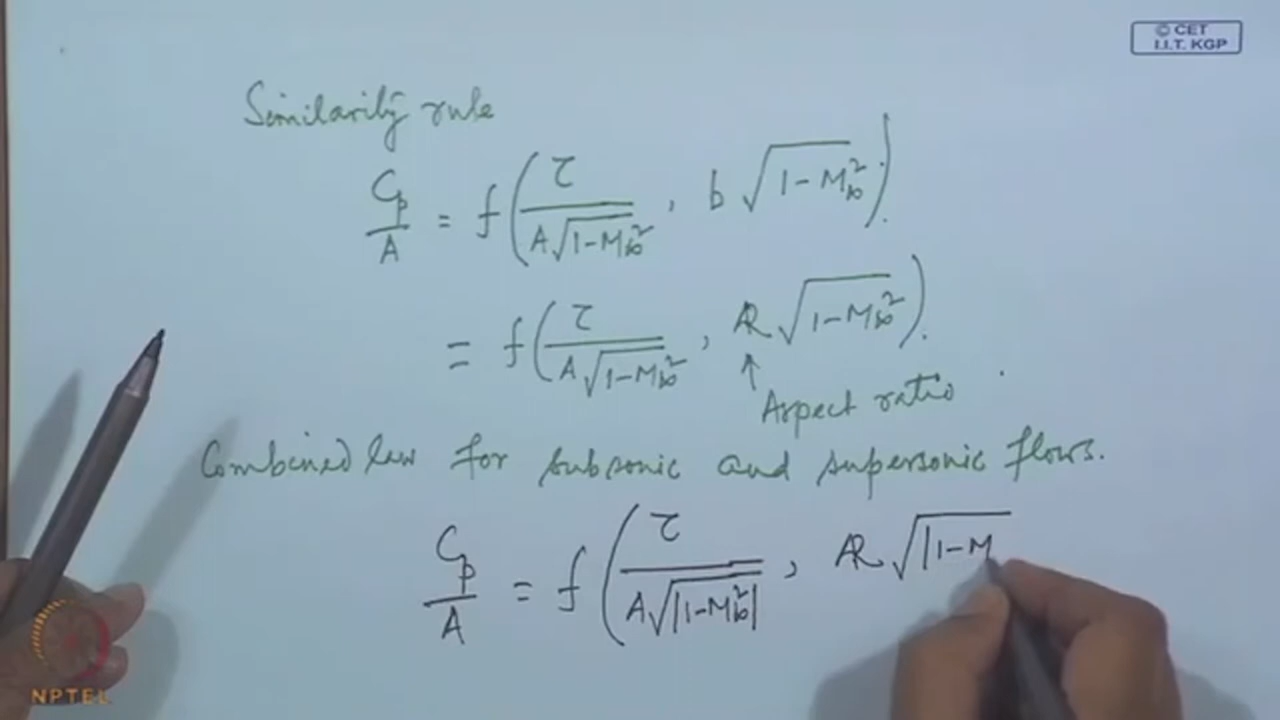 © CET
I.I.T. KGP
Similarity rule
Cp/A = f(τ/(A√(1-M∞²)), b√(1-M∞²)).
= f(τ/(A√(1-M∞²)), AR√(1-M∞²)).
↑
Aspect ratio
Combined law for subsonic and supersonic flows.
Cp/A = f(τ/(A√|1-M∞²|), AR√|1-M
NPTEL